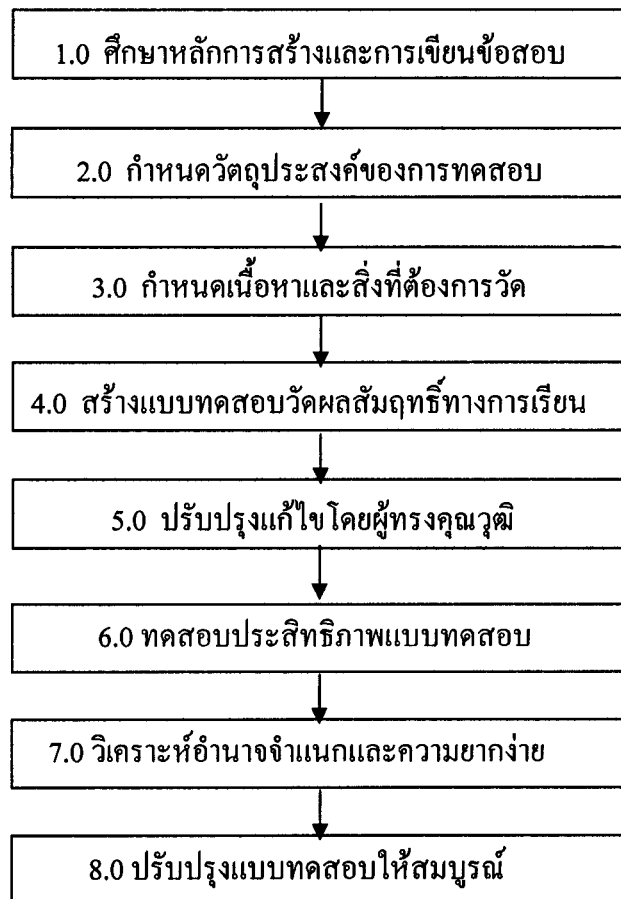 1.0 ศึกษาหลักการสร้างและการเขียนข้อสอบ
2.0 กำหนดวัตถุประสงค์ของการทดสอบ
3.0 กำหนดเนื้อหาและสิ่งที่ต้องการวัด
4.0 สร้างแบบทดสอบวัดผลสัมฤทธิ์ทางการเรียน
5.0 ปรับปรุงแก้ไขโดยผู้ทรงคุณวุฒิ
6.0 ทดสอบประสิทธิภาพแบบทดสอบ
7.0 วิเคราะห์อำนาจจำแนกและความยากง่าย
8.0 ปรับปรุงแบบทดสอบให้สมบูรณ์